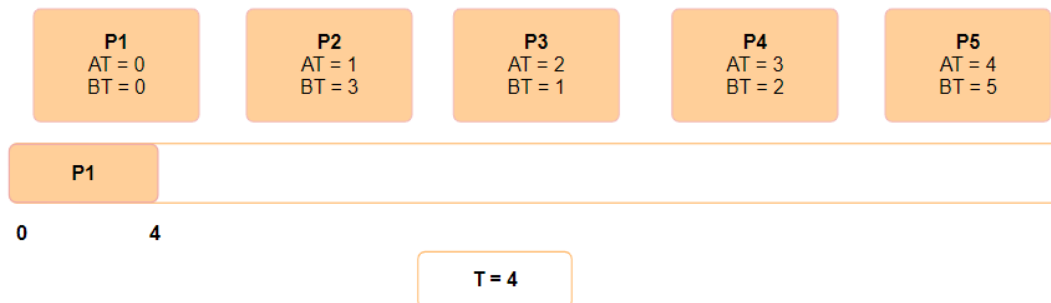 P1
AT = 0
BT = 0
P2
AT = 1
BT = 3
P3
AT = 2
BT = 1
P4
AT = 3
BT = 2
P5
AT = 4
BT = 5
P1
0 4
T = 4